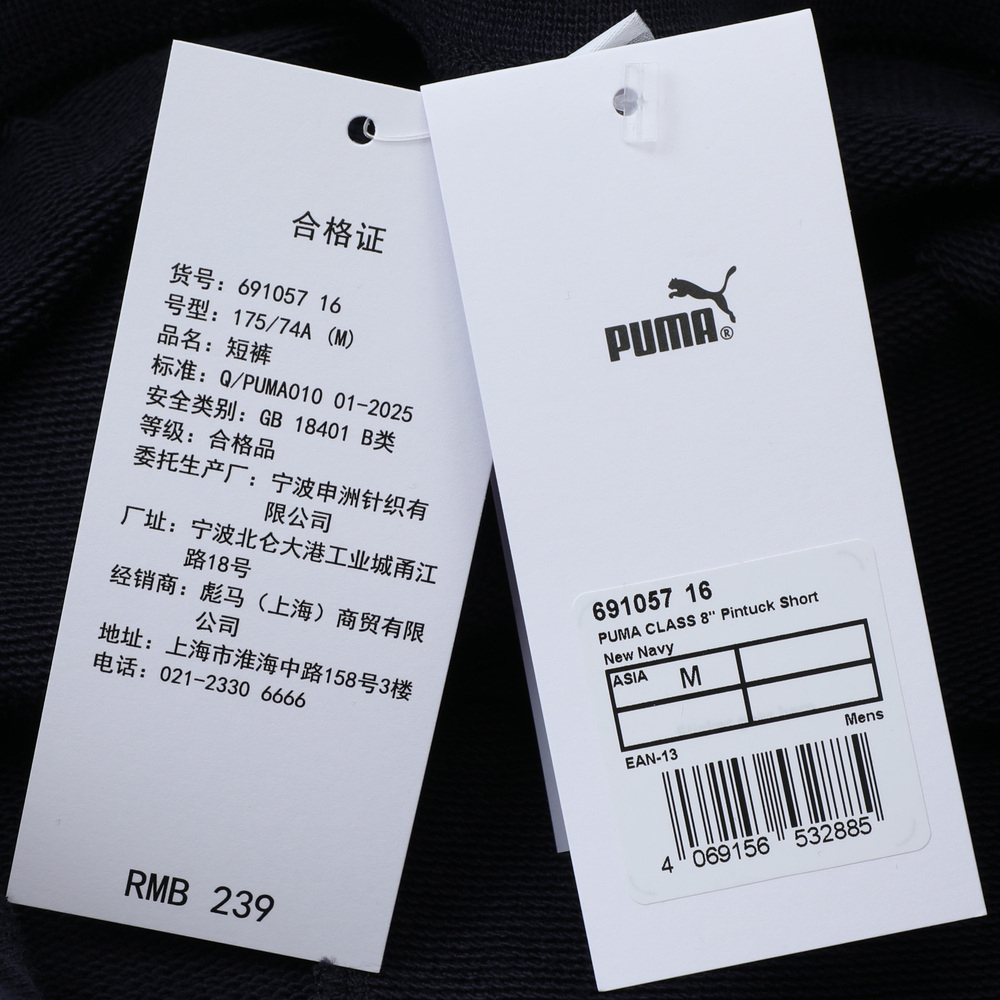 合格证
货号：691057 16
号型：175/74A (M)
品名：短裤
标准：Q/PUMA010 01-2025
安全类别：GB 18401 B类
等级：合格品
委托生产厂：宁波申洲针织有
限公司
厂址：宁波北仑大港工业城甬江
路18号
经销商：彪马（上海）商贸有限
公司
地址：上海市淮海中路158号3楼
电话：021-2330 6666
RMB 239
PUMA®
691057 16
PUMA CLASS 8" Pintuck Short
New Navy
ASIA M
Mens
EAN-13
4 069156 532885